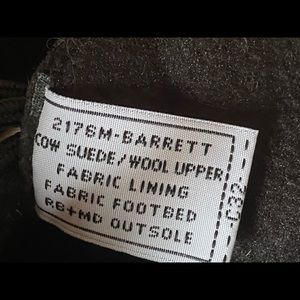 2176M-BARRETT
COW SUEDE/WOOL UPPER
FABRIC LINING
FABRIC FOOTBED
RB+MD OUTSOLE
-C32-